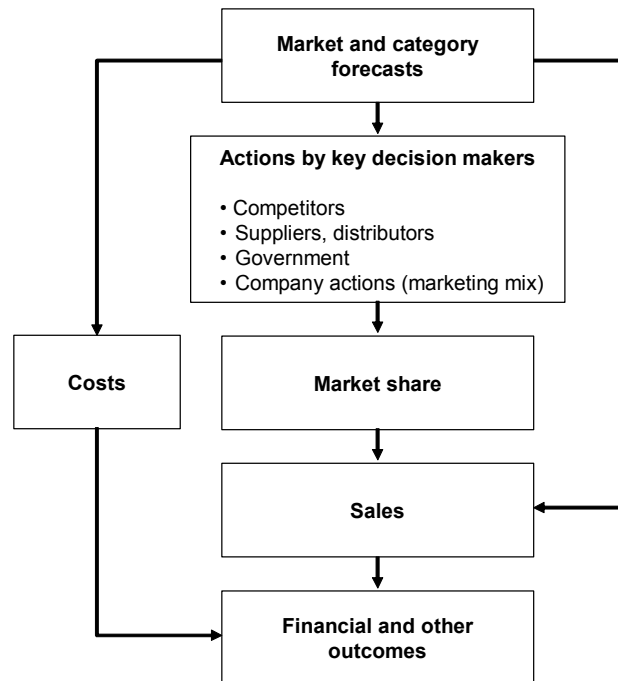 Market and category
forecasts
Actions by key decision makers
• Competitors
• Suppliers, distributors
• Government
• Company actions (marketing mix)
Costs
Market share
Sales
Financial and other
outcomes